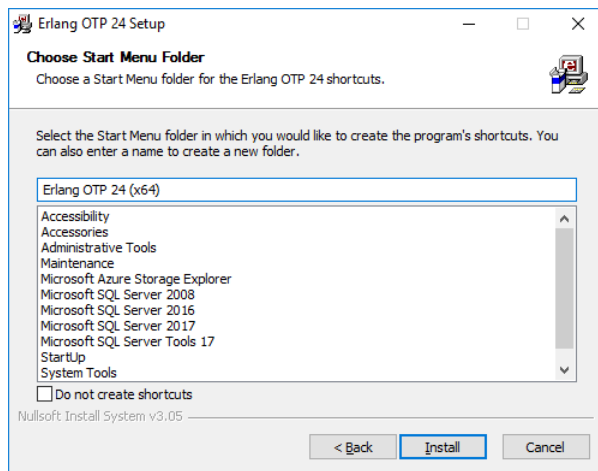 Erlang OTP 24 Setup
Choose Start Menu Folder
Choose a Start Menu folder for the Erlang OTP 24 shortcuts.
Select the Start Menu folder in which you would like to create the program's shortcuts. You
can also enter a name to create a new folder.
Erlang OTP 24 (x64)
Accessibility
Accessories
Administrative Tools
Maintenance
Microsoft Azure Storage Explorer
Microsoft SQL Server 2008
Microsoft SQL Server 2016
Microsoft SQL Server 2017
Microsoft SQL Server Tools 17
StartUp
System Tools
Do not create shortcuts
Nullsoft Install System v3.05
< Back Install Cancel